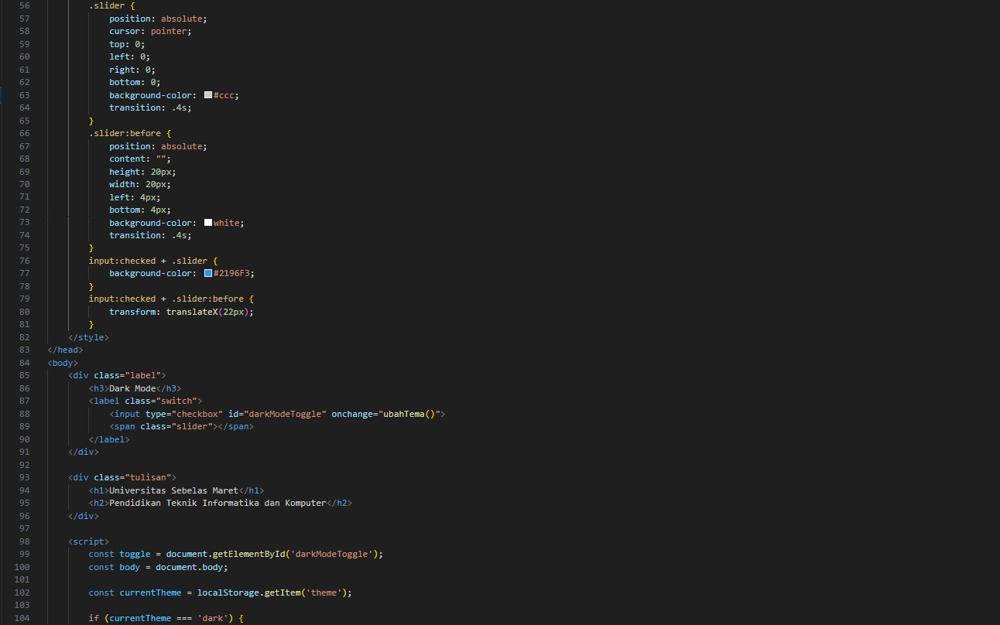 56 .slider {
57 position: absolute;
58 cursor: pointer;
59 top: 0;
60 left: 0;
61 right: 0;
62 bottom: 0;
63 background-color: #ccc;
64 transition: .4s;
65 }
66 .slider:before {
67 position: absolute;
68 content: "";
69 height: 20px;
70 width: 20px;
71 left: 4px;
72 bottom: 4px;
73 background-color: white;
74 transition: .4s;
75 }
76 input:checked + .slider {
77 background-color: #2196F3;
78 }
79 input:checked + .slider:before {
80 transform: translateX(22px);
81 }
82 </style>
83 </head>
84 <body>
85 <div class="label">
86 <h3>Dark Mode</h3>
87 <label class="switch">
88 <input type="checkbox" id="darkModeToggle" onchange="ubahTema()">
89 <span class="slider"></span>
90 </label>
91 </div>
92
93 <div class="tulisan">
94 <h1>Universitas Sebelas Maret</h1>
95 <h2>Pendidikan Teknik Informatika dan Komputer</h2>
96 </div>
97
98 <script>
99 const toggle = document.getElementById('darkModeToggle');
100 const body = document.body;
101
102 const currentTheme = localStorage.getItem('theme');
103
104 if (currentTheme === 'dark') {